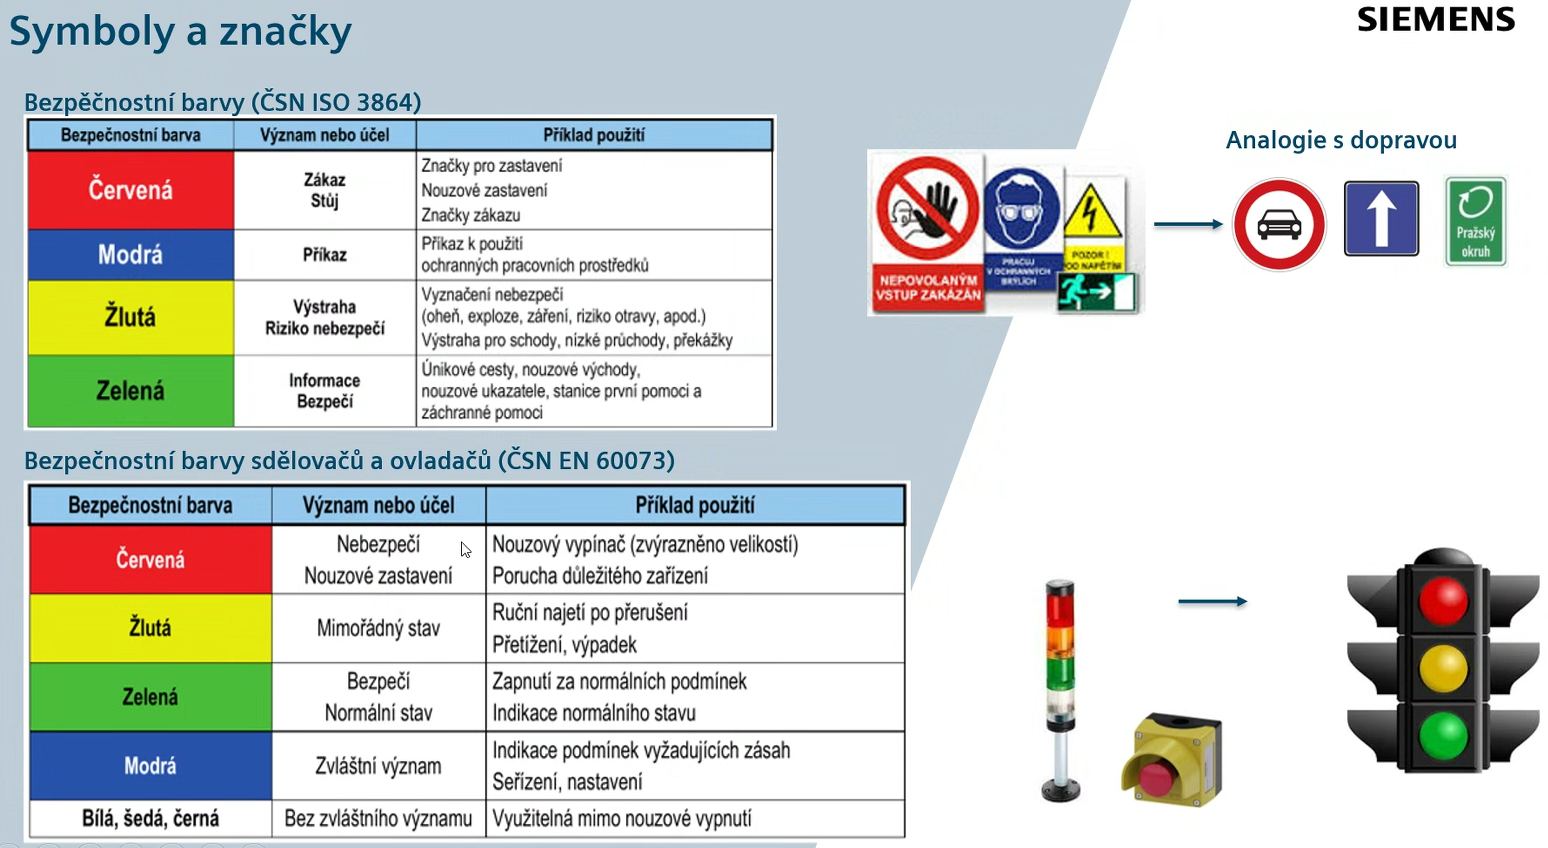 Symboly a značky
SIEMENS
Bezpěčnostní barvy (ČSN ISO 3864)
Bezpečnostní barva
Význam nebo účel
Příklad použití
Červená
Zákaz
Stůj
Značky pro zastavení
Nouzové zastavení
Značky zákazu
Modrá
Příkaz
Příkaz k použití
ochranných pracovních prostředků
Žlutá
Výstraha
Riziko nebezpečí
Vyznačení nebezpečí
(oheň, exploze, záření, riziko otravy, apod.)
Výstraha pro schody, nízké průchody, překážky
Zelená
Informace
Bezpečí
Únikové cesty, nouzové východy,
nouzové ukazatele, stanice první pomoci a
záchranné pomoci
NEPOVOLANÝM
VSTUP ZAKÁZÁN
PRACUJ
V OCHRANNÝCH
BRÝLÍCH
POZOR !
POD NAPĚTÍM
Analogie s dopravou
Pražský
okruh
Bezpečnostní barvy sdělovačů a ovladačů (ČSN EN 60073)
Bezpečnostní barva
Význam nebo účel
Příklad použití
Červená
Nebezpečí
Nouzové zastavení
Nouzový vypínač (zvýrazněno velikostí)
Porucha důležitého zařízení
Žlutá
Mimořádný stav
Ruční najetí po přerušení
Přetížení, výpadek
Zelená
Bezpečí
Normální stav
Zapnutí za normálních podmínek
Indikace normálního stavu
Modrá
Zvláštní význam
Indikace podmínek vyžadujících zásah
Seřízení, nastavení
Bílá, šedá, černá
Bez zvláštního významu
Využitelná mimo nouzové vypnutí